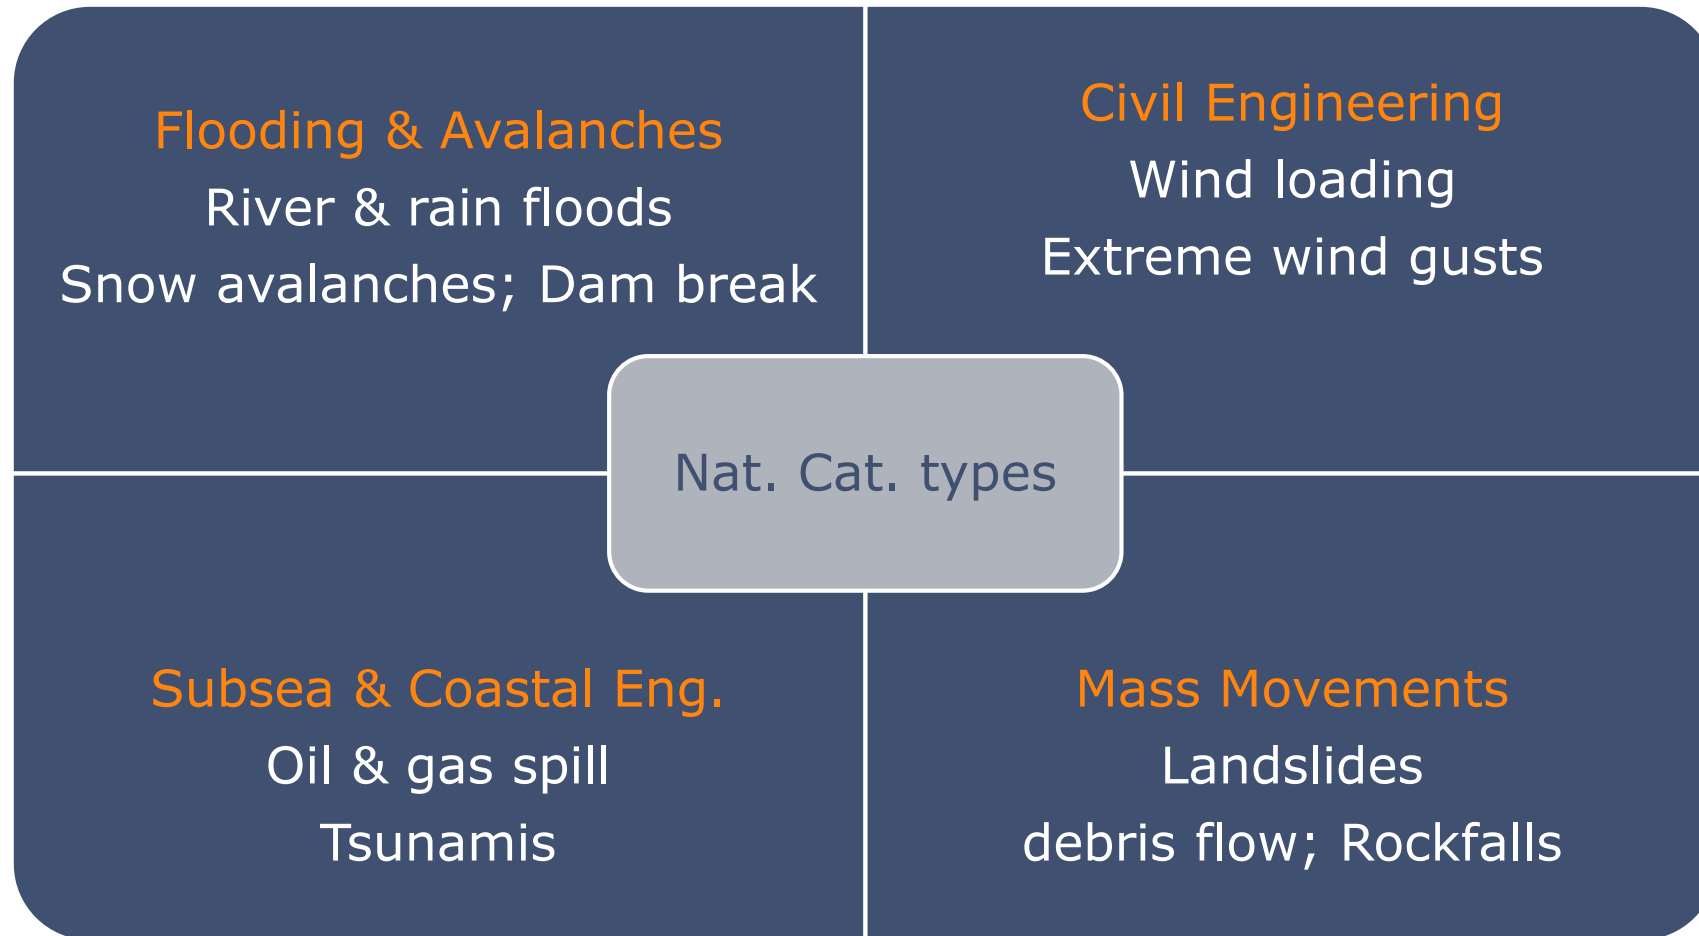 Flooding & Avalanches
River & rain floods
Snow avalanches; Dam break
Civil Engineering
Wind loading
Extreme wind gusts
Nat. Cat. types
Subsea & Coastal Eng.
Oil & gas spill
Tsunamis
Mass Movements
Landslides
debris flow; Rockfalls